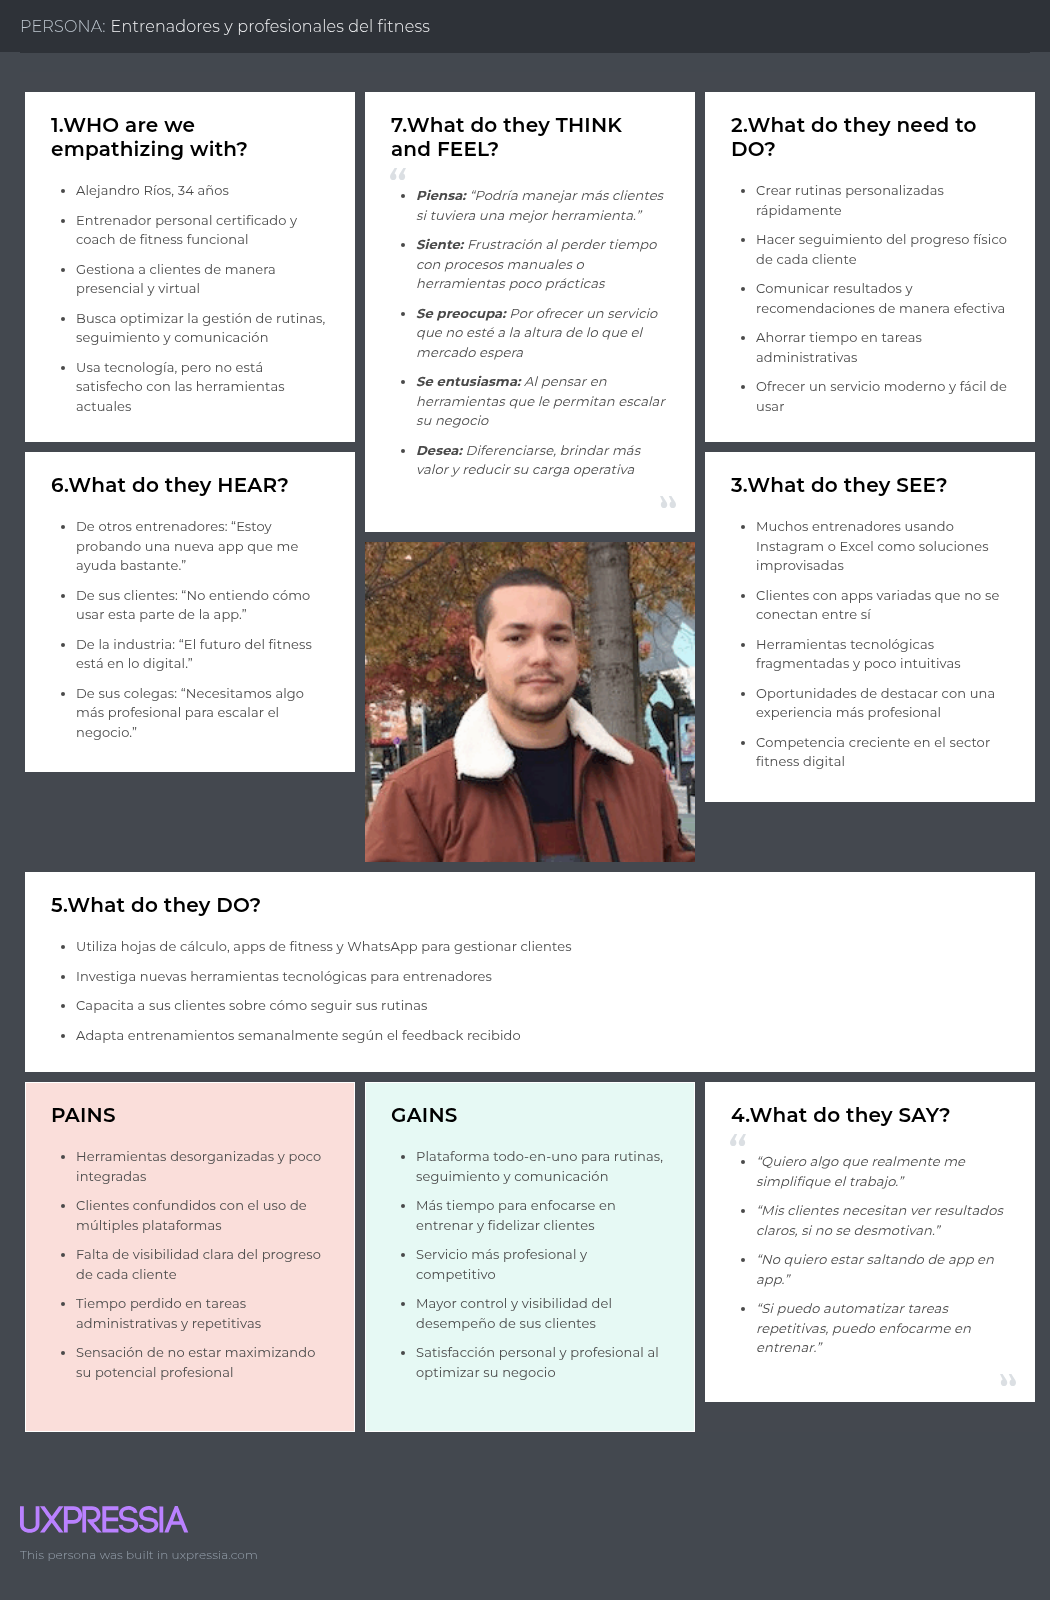 PERSONA: Entrenadores y profesionales del fitness
1.WHO are we
empathizing with?
• Alejandro Ríos, 34 años
• Entrenador personal certificado y
coach de fitness funcional
• Gestiona a clientes de manera
presencial y virtual
• Busca optimizar la gestión de rutinas,
seguimiento y comunicación
• Usa tecnología, pero no está
satisfecho con las herramientas
actuales
7.What do they THINK
and FEEL?
“
• Piensa: “Podría manejar más clientes
si tuviera una mejor herramienta.”
• Siente: Frustración al perder tiempo
con procesos manuales o
herramientas poco prácticas
• Se preocupa: Por ofrecer un servicio
que no esté a la altura de lo que el
mercado espera
• Se entusiasma: Al pensar en
herramientas que le permitan escalar
su negocio
• Desea: Diferenciarse, brindar más
valor y reducir su carga operativa
”
2.What do they need to
DO?
• Crear rutinas personalizadas
rápidamente
• Hacer seguimiento del progreso físico
de cada cliente
• Comunicar resultados y
recomendaciones de manera efectiva
• Ahorrar tiempo en tareas
administrativas
• Ofrecer un servicio moderno y fácil de
usar
6.What do they HEAR?
• De otros entrenadores: “Estoy
probando una nueva app que me
ayuda bastante.”
• De sus clientes: “No entiendo cómo
usar esta parte de la app.”
• De la industria: “El futuro del fitness
está en lo digital.”
• De sus colegas: “Necesitamos algo
más profesional para escalar el
negocio.”
3.What do they SEE?
• Muchos entrenadores usando
Instagram o Excel como soluciones
improvisadas
• Clientes con apps variadas que no se
conectan entre sí
• Herramientas tecnológicas
fragmentadas y poco intuitivas
• Oportunidades de destacar con una
experiencia más profesional
• Competencia creciente en el sector
fitness digital
5.What do they DO?
• Utiliza hojas de cálculo, apps de fitness y WhatsApp para gestionar clientes
• Investiga nuevas herramientas tecnológicas para entrenadores
• Capacita a sus clientes sobre cómo seguir sus rutinas
• Adapta entrenamientos semanalmente según el feedback recibido
PAINS
• Herramientas desorganizadas y poco
integradas
• Clientes confundidos con el uso de
múltiples plataformas
• Falta de visibilidad clara del progreso
de cada cliente
• Tiempo perdido en tareas
administrativas y repetitivas
• Sensación de no estar maximizando
su potencial profesional
GAINS
• Plataforma todo-en-uno para rutinas,
seguimiento y comunicación
• Más tiempo para enfocarse en
entrenar y fidelizar clientes
• Servicio más profesional y
competitivo
• Mayor control y visibilidad del
desempeño de sus clientes
• Satisfacción personal y profesional al
optimizar su negocio
4.What do they SAY?
“
• “Quiero algo que realmente me
simplifique el trabajo.”
• “Mis clientes necesitan ver resultados
claros, si no se desmotivan.”
• “No quiero estar saltando de app en
app.”
• “Si puedo automatizar tareas
repetitivas, puedo enfocarme en
entrenar.”
”
UXPRESSIA
This persona was built in uxpressia.com